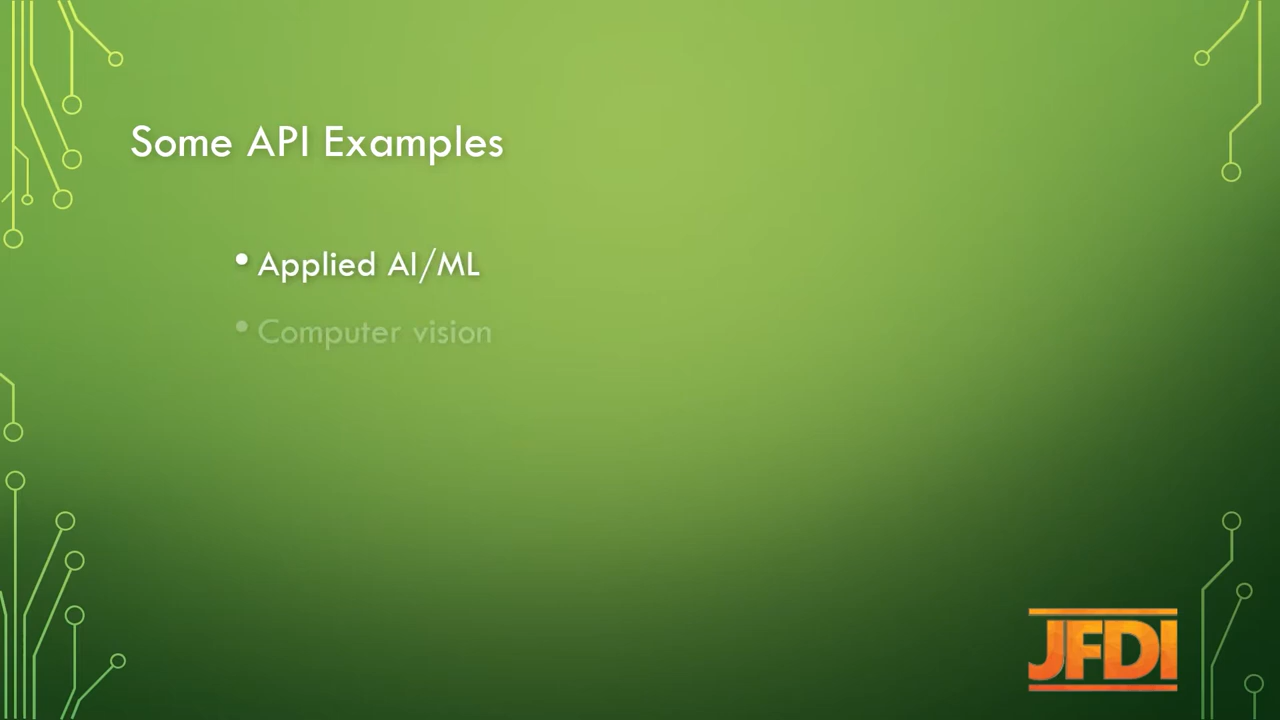 Some API Examples
• Applied AI/ML
• Computer vision
JFDI